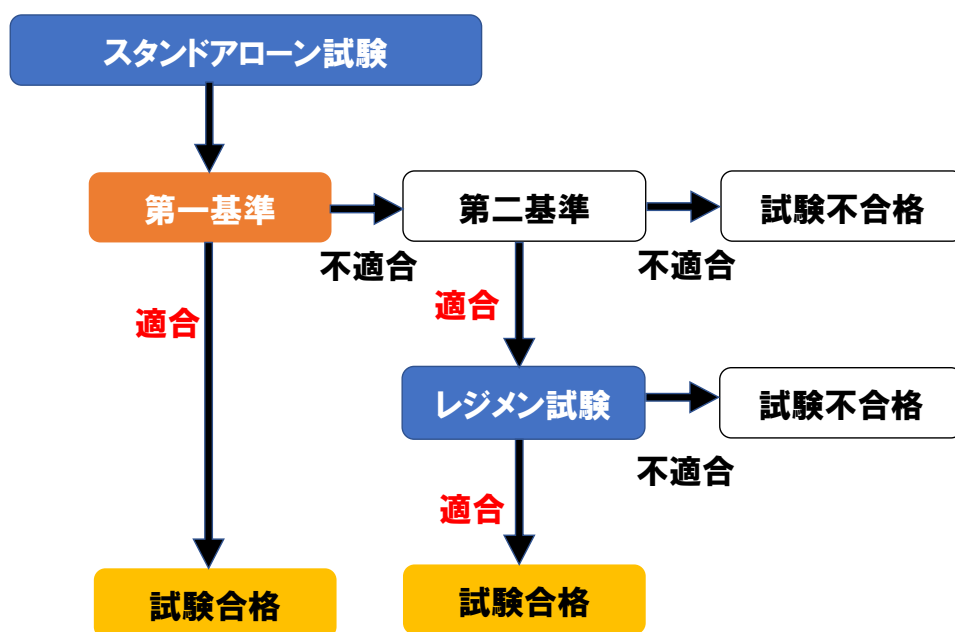 スタンドアローン試験
第一基準
第二基準
試験不合格
不適合
不適合
適合
適合
レジメン試験
試験不合格
不適合
適合
試験合格
試験合格